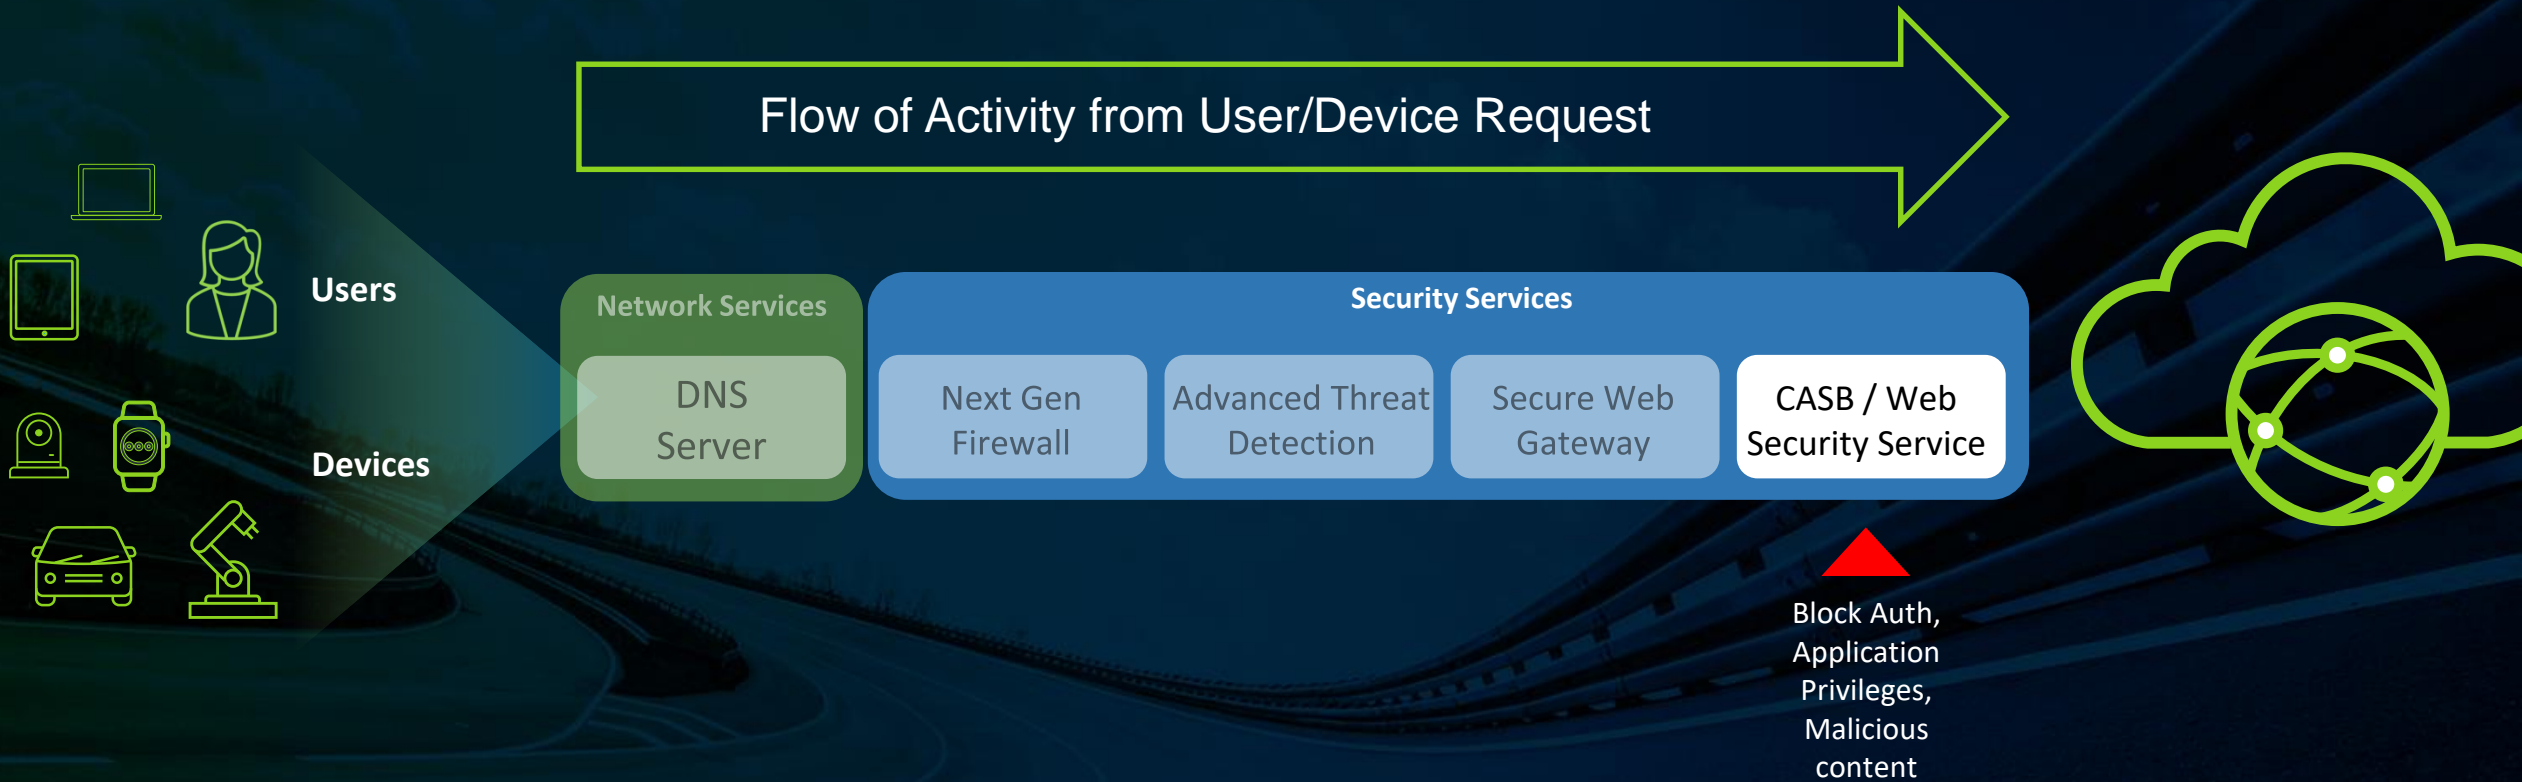 Flow of Activity from User/Device Request
Users
Devices
Network Services
DNS
Server
Security Services
Next Gen
Firewall
Advanced Threat
Detection
Secure Web
Gateway
CASB / Web
Security Service
Block Auth,
Application
Privileges,
Malicious
content